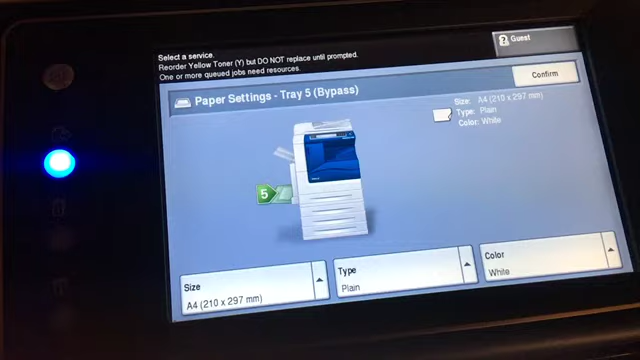 Select a service.
Reorder Yellow Toner (Y) but DO NOT replace until prompted.
One or more queued jobs need resources.
Guest
Confirm
Paper Settings - Tray 5 (Bypass)
Size: A4 (210 x 297 mm)
Type: Plain
Color: White
5
Size
A4 (210 x 297 mm)
Type
Plain
Color
White